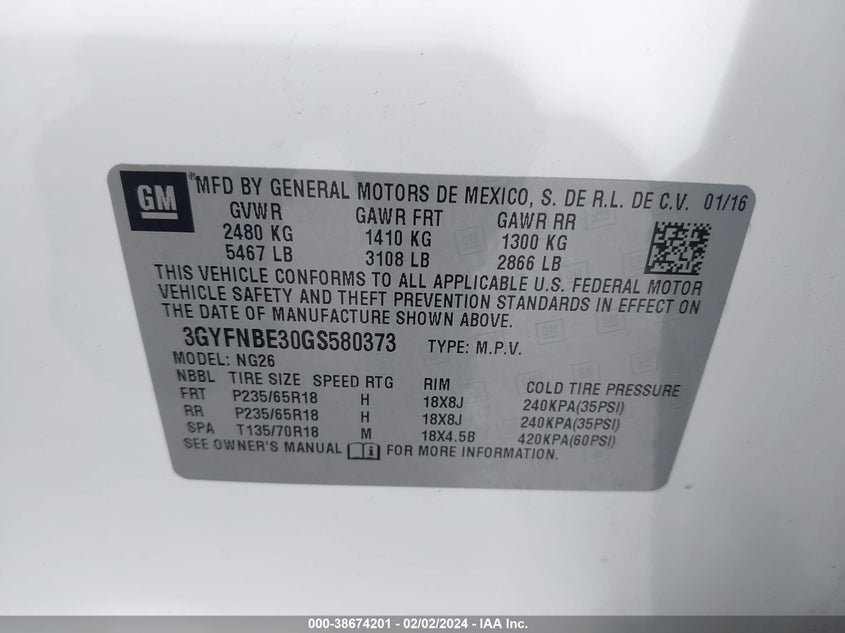 GM ® MFD BY GENERAL MOTORS DE MEXICO, S. DE R.L. DE C.V. 01/16
GVWR GAWR FRT GAWR RR
2480 KG 1410 KG 1300 KG
5467 LB 3108 LB 2866 LB
THIS VEHICLE CONFORMS TO ALL APPLICABLE U.S. FEDERAL MOTOR
VEHICLE SAFETY AND THEFT PREVENTION STANDARDS IN EFFECT ON
THE DATE OF MANUFACTURE SHOWN ABOVE.
3GYFNBE30GS580373 TYPE: M.P.V.
MODEL: NG26
NBBL TIRE SIZE SPEED RTG RIM COLD TIRE PRESSURE
FRT P235/65R18 H 18X8J 240KPA(35PSI)
RR P235/65R18 H 18X8J 240KPA(35PSI)
SPA T135/70R18 M 18X4.5B 420KPA(60PSI)
SEE OWNER'S MANUAL i FOR MORE INFORMATION.
000-38674201 - 02/02/2024 - IAA Inc.